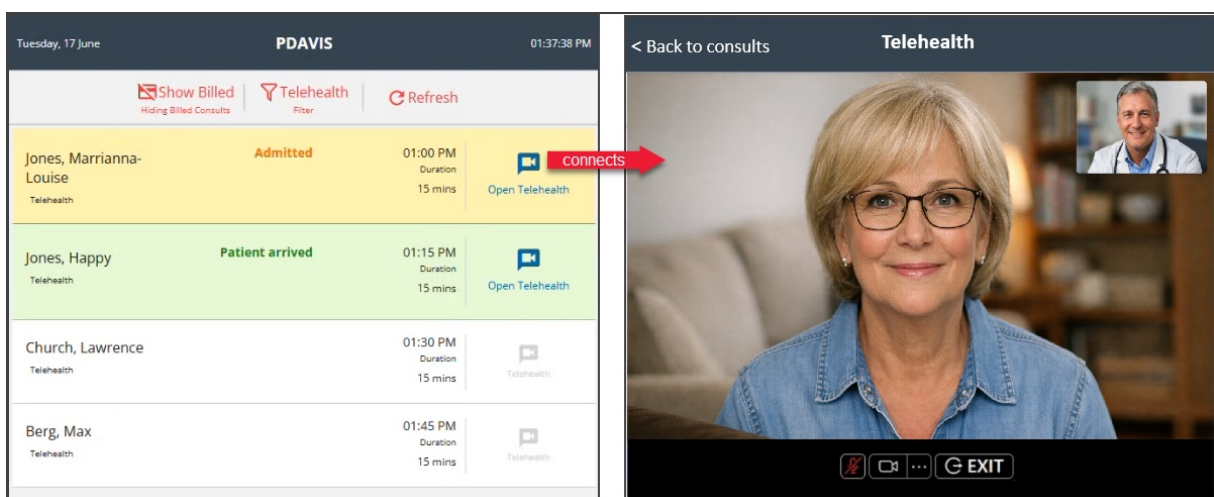 Tuesday, 17 June PDAVIS 01:37:38 PM
Show Billed Telehealth Refresh
Hiding Billed Consults Filter
Jones, Marrianna-
Louise
Telehealth
Admitted
01:00 PM
Duration
15 mins
Open Telehealth
Jones, Happy
Telehealth
Patient arrived
01:15 PM
Duration
15 mins
Open Telehealth
Church, Lawrence
Telehealth
01:30 PM
Duration
15 mins
Telehealth
Berg, Max
Telehealth
01:45 PM
Duration
15 mins
Telehealth
connects
< Back to consults Telehealth
EXIT